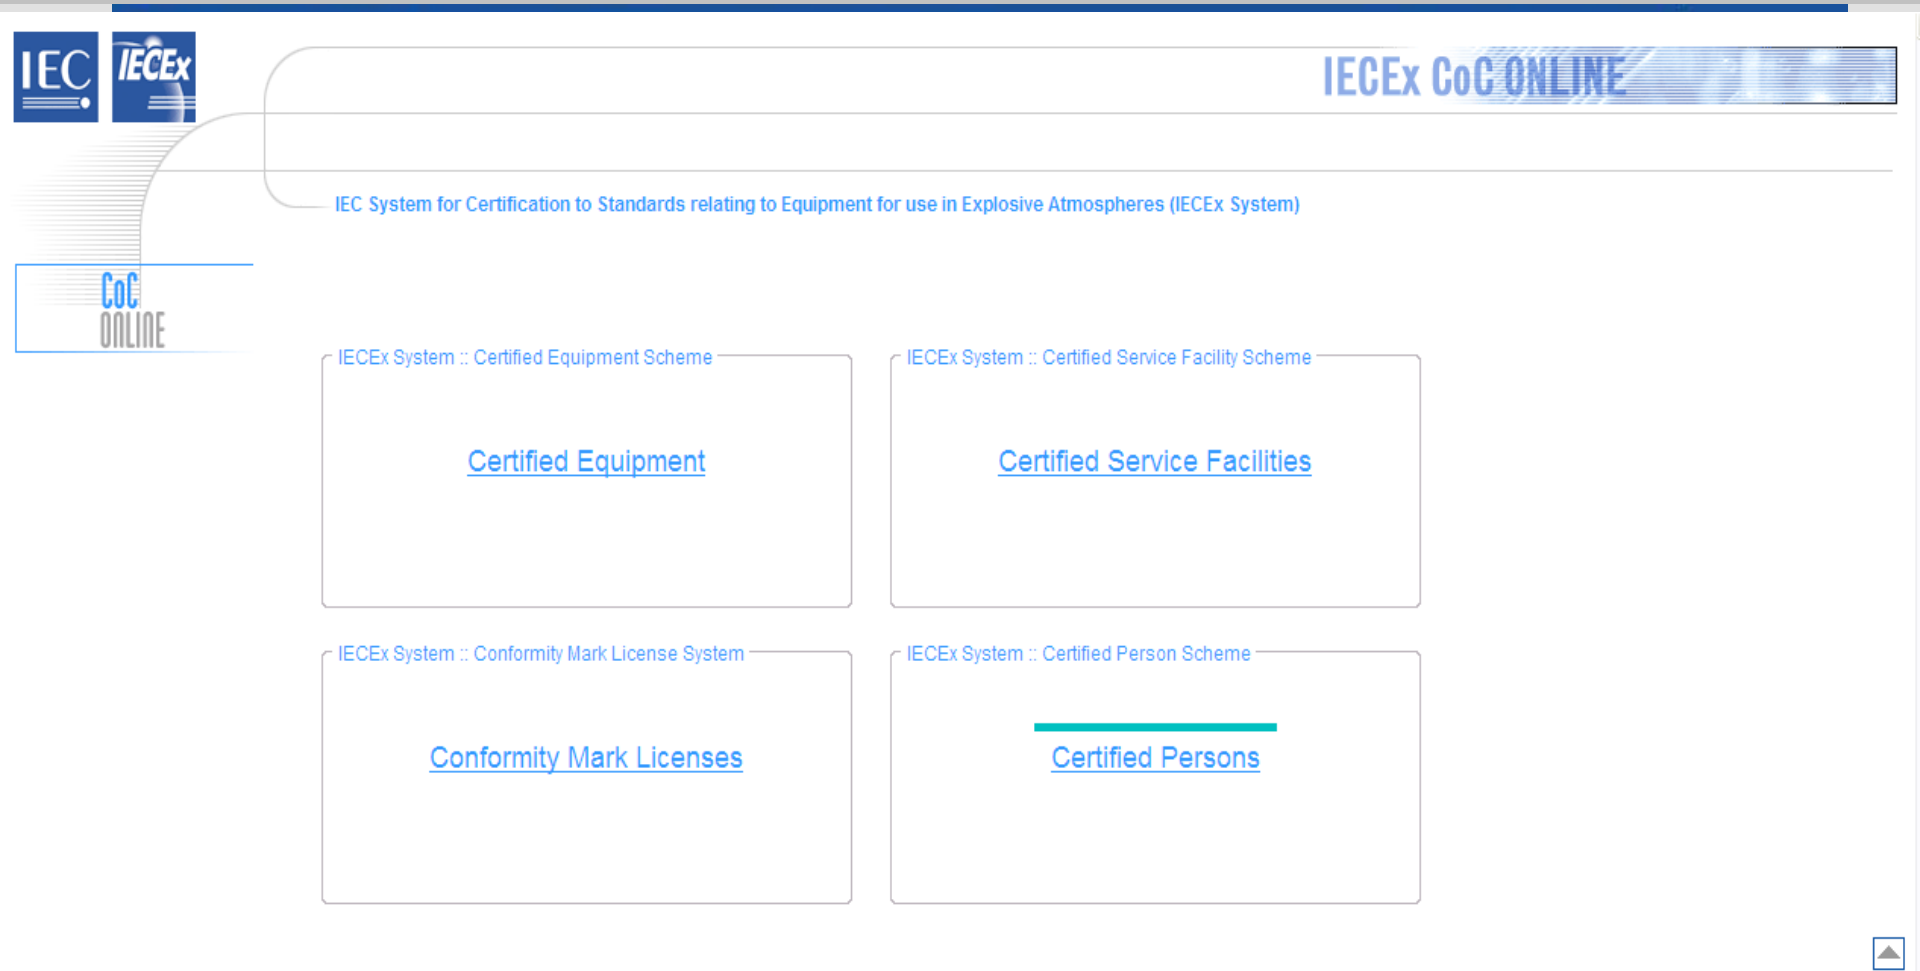 IEC
IECEx
IECEx CoC ONLINE
IEC System for Certification to Standards relating to Equipment for use in Explosive Atmospheres (IECEx System)
CoC
ONLINE
IECEx System :: Certified Equipment Scheme
Certified Equipment
IECEx System :: Certified Service Facility Scheme
Certified Service Facilities
IECEx System :: Conformity Mark License System
Conformity Mark Licenses
IECEx System :: Certified Person Scheme
Certified Persons